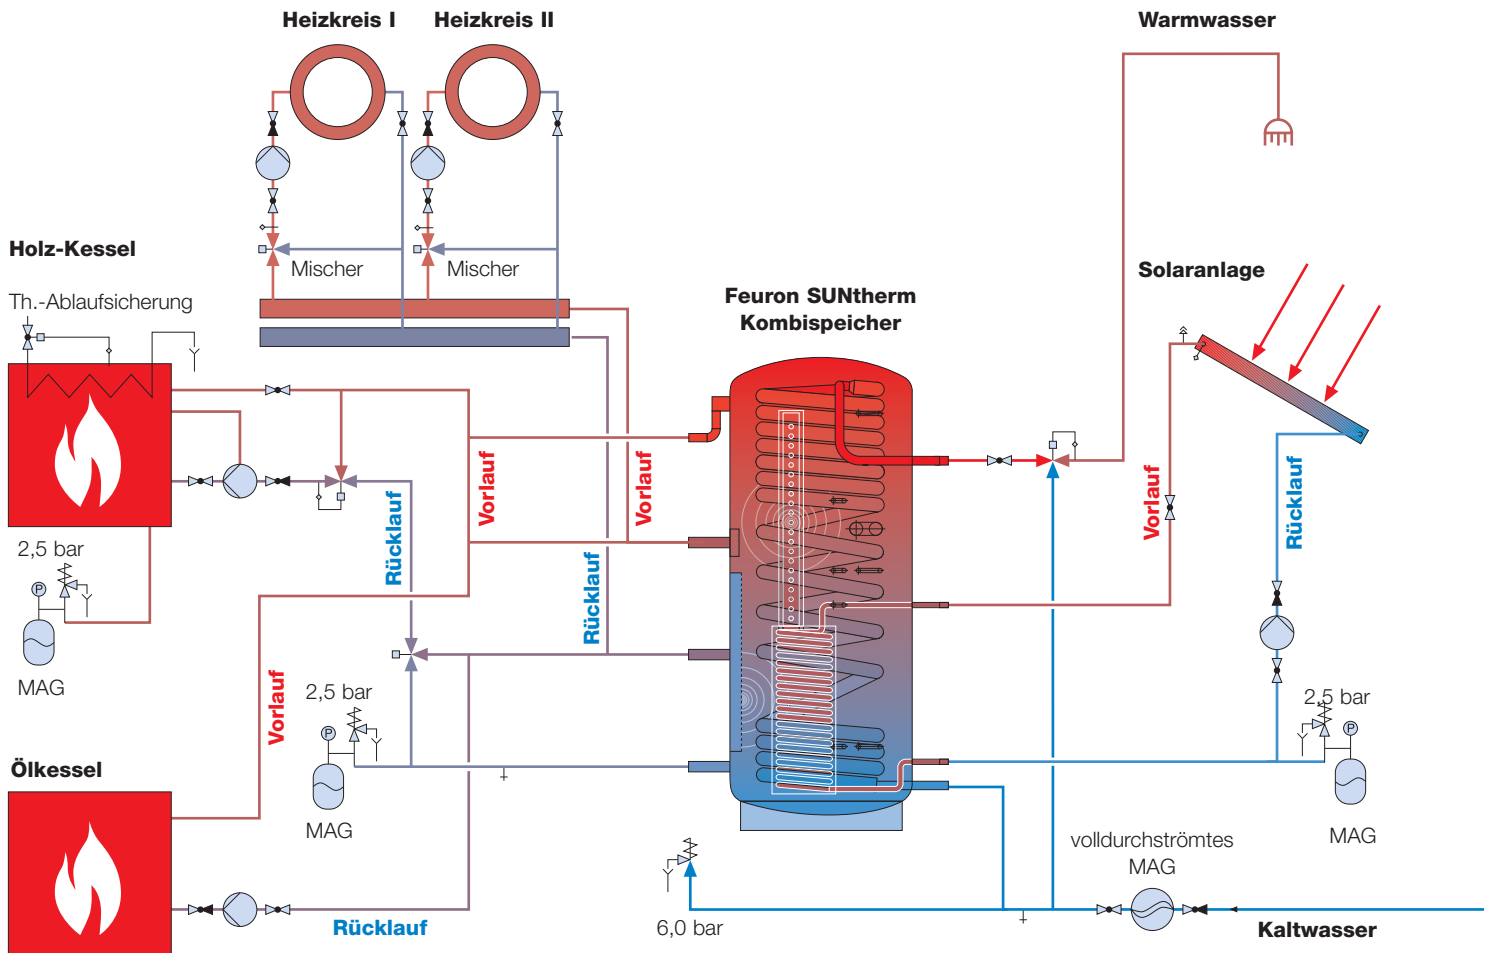 Heizkreis I
Heizkreis II
Warmwasser
Holz-Kessel
Th.-Ablaufsicherung
Mischer
Mischer
Feuron SUNtherm
Kombispeicher
Solaranlage
Vorlauf
Vorlauf
Vorlauf
Rücklauf
Rücklauf
Rücklauf
2,5 bar
P
MAG
2,5 bar
P
MAG
Vorlauf
2,5 bar
P
MAG
Ölkessel
Rücklauf
6,0 bar
volldurchströmtes
MAG
Kaltwasser